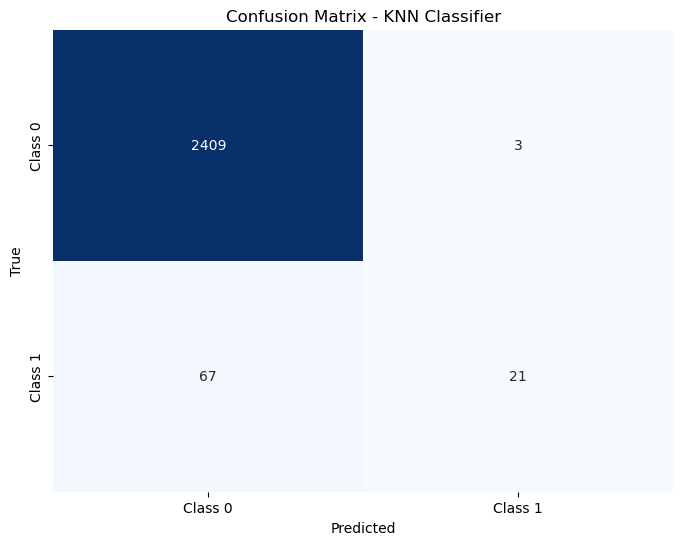 Confusion Matrix - KNN Classifier
True
Class 0
2409
3
Class 1
67
21
Class 0
Class 1
Predicted